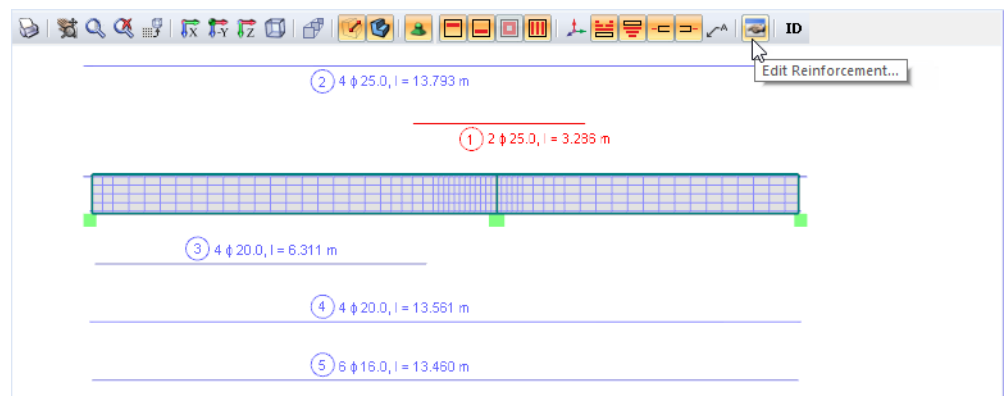 X -Y Z ID
Edit Reinforcement...
2 4 ϕ 25.0, l = 13.793 m
1 2 ϕ 25.0, l = 3.286 m
3 4 ϕ 20.0, l = 6.311 m
4 4 ϕ 20.0, l = 13.561 m
5 6 ϕ 16.0, l = 13.460 m